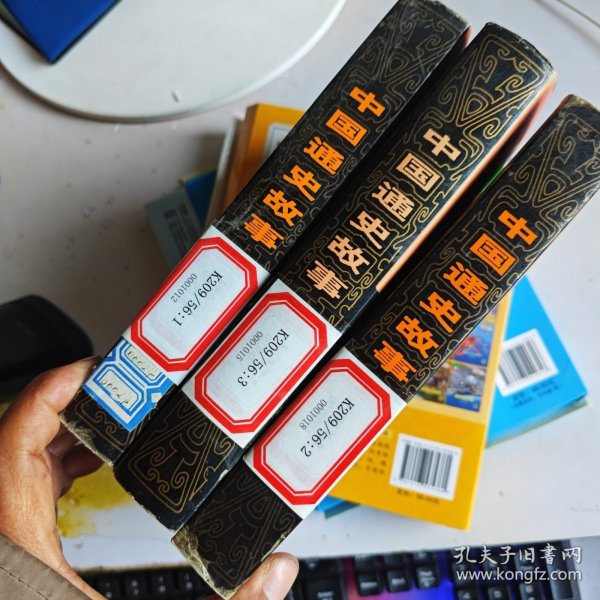 中国通史故事
K209/56:1
0001012
中国通史故事
K209/56:3
0001015
中国通史故事
K209/56:2
0001018
孔夫子旧书网
www.kongfz.com